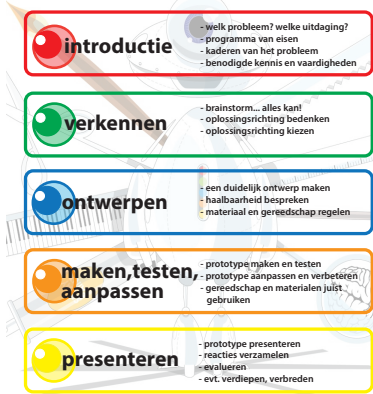 introductie
- welk probleem? welke uitdaging?
- programma van eisen
- kaderen van het probleem
- benodigde kennis en vaardigheden
verkennen
- brainstorm... alles kan!
- oplossingsrichting bedenken
- oplossingsrichting kiezen
ontwerpen
- een duidelijk ontwerp maken
- haalbaarheid bespreken
- materiaal en gereedschap regelen
maken,testen,
aanpassen
- prototype maken en testen
- prototype aanpassen en verbeteren
- gereedschap en materialen juist
gebruiken
presenteren
- prototype presenteren
- reacties verzamelen
- evalueren
- evt. verdiepen, verbreden